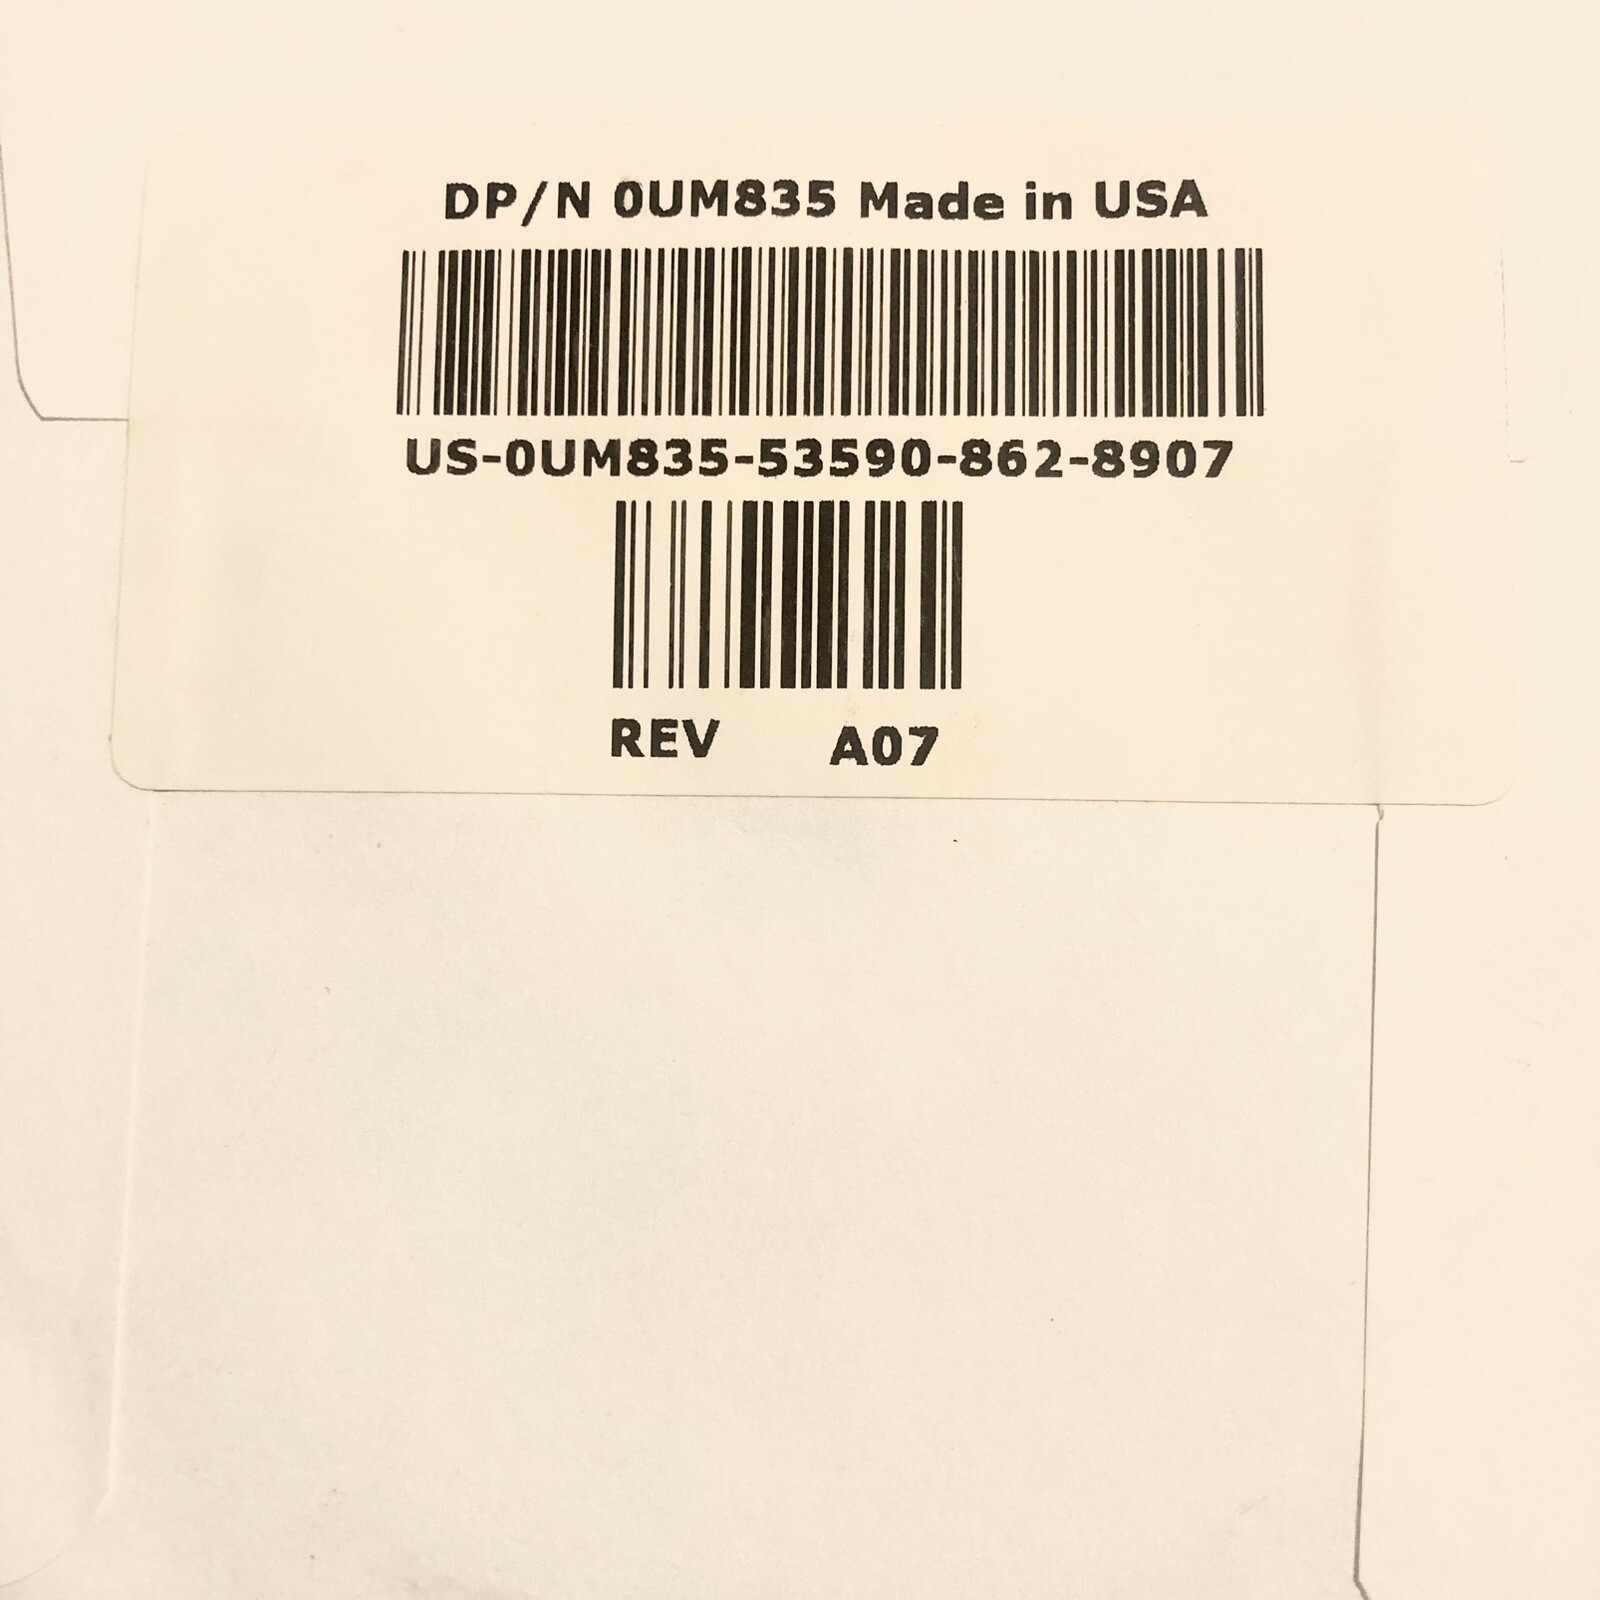 DP/N 0UM835 Made in USA
US-0UM835-53590-862-8907
REV A07